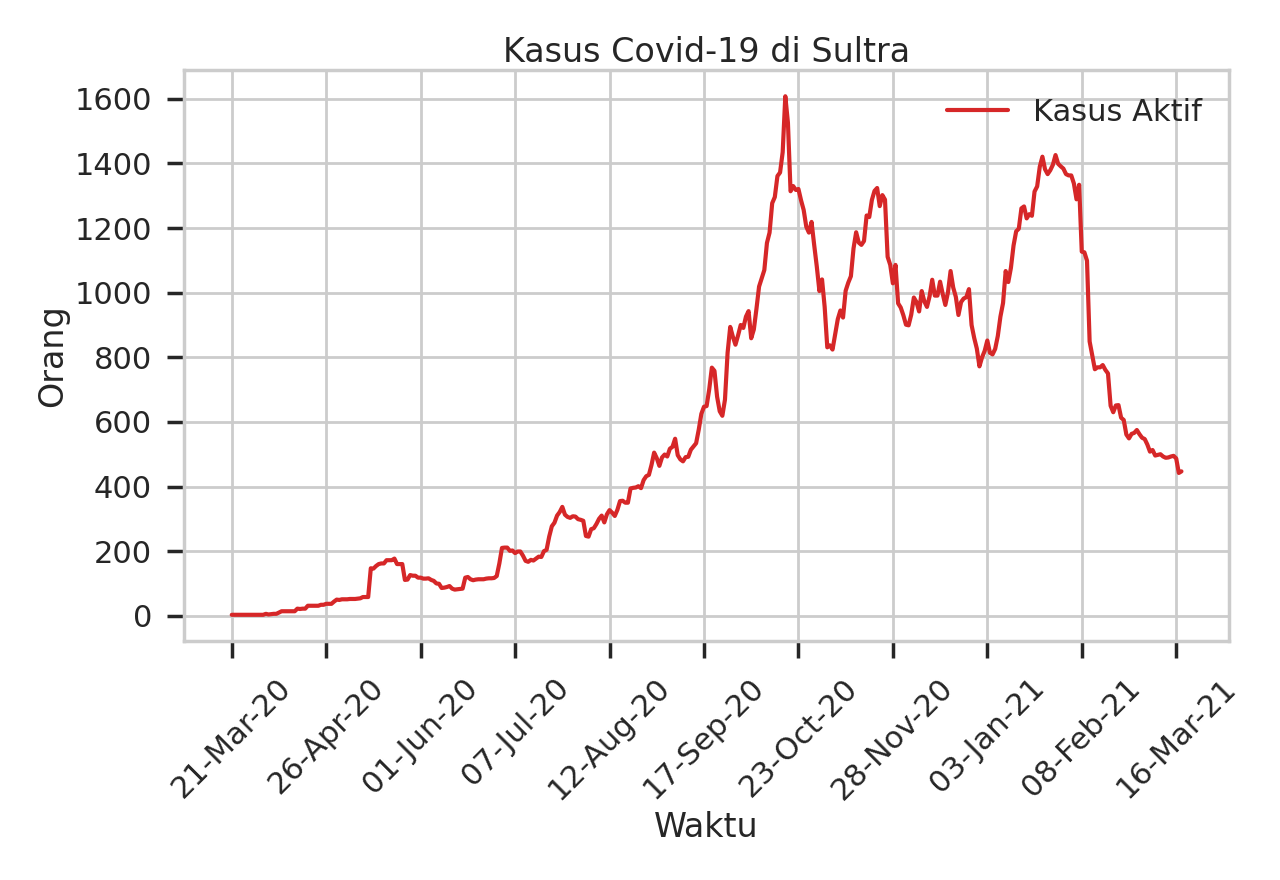 Kasus Covid-19 di Sultra
Kasus Aktif
Orang
1600
1400
1200
1000
800
600
400
200
0
21-Mar-20
26-Apr-20
01-Jun-20
07-Jul-20
12-Aug-20
17-Sep-20
23-Oct-20
28-Nov-20
03-Jan-21
08-Feb-21
16-Mar-21
Waktu